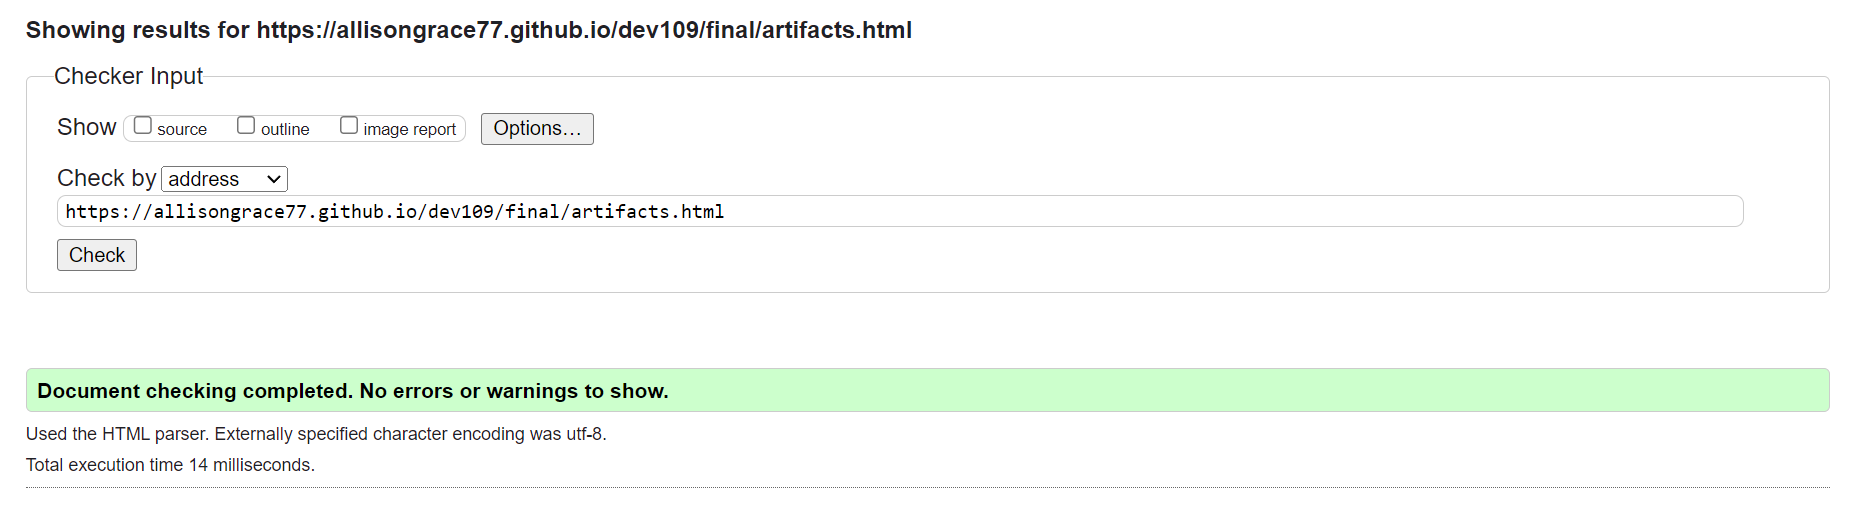 Showing results for https://allisongrace77.github.io/dev109/final/artifacts.html
Checker Input
Show source outline image report Options...
Check by address
https://allisongrace77.github.io/dev109/final/artifacts.html
Check
Document checking completed. No errors or warnings to show.
Used the HTML parser. Externally specified character encoding was utf-8.
Total execution time 14 milliseconds.